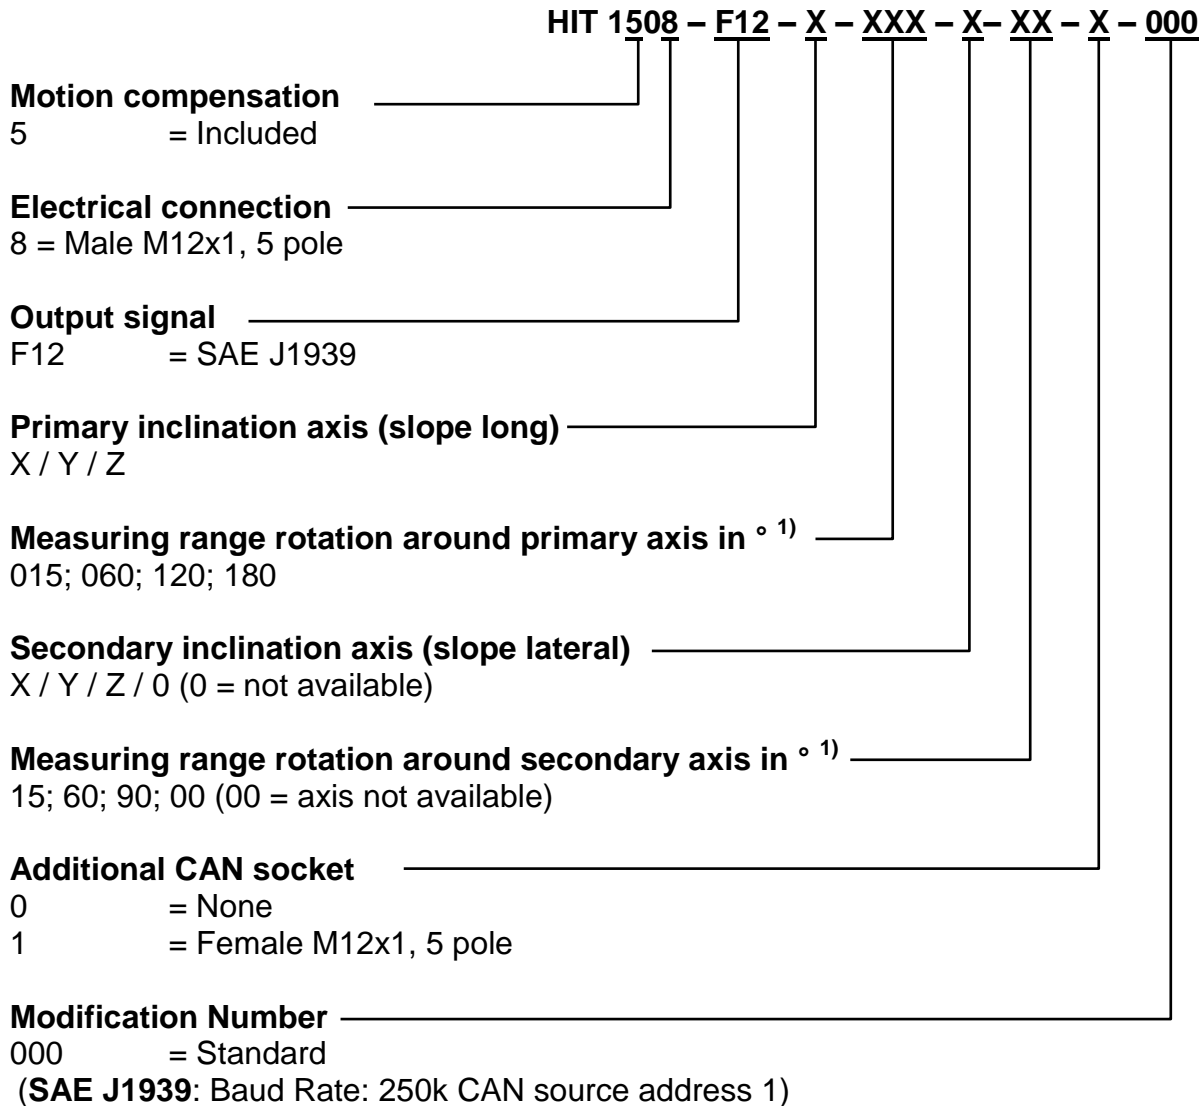 HIT 1508 – F12 – X – XXX – X– XX – X – 000
Motion compensation
5 = Included
Electrical connection
8 = Male M12x1, 5 pole
Output signal
F12 = SAE J1939
Primary inclination axis (slope long)
X / Y / Z
Measuring range rotation around primary axis in ° 1)
015; 060; 120; 180
Secondary inclination axis (slope lateral)
X / Y / Z / 0 (0 = not available)
Measuring range rotation around secondary axis in ° 1)
15; 60; 90; 00 (00 = axis not available)
Additional CAN socket
0 = None
1 = Female M12x1, 5 pole
Modification Number
000 = Standard
(SAE J1939: Baud Rate: 250k CAN source address 1)